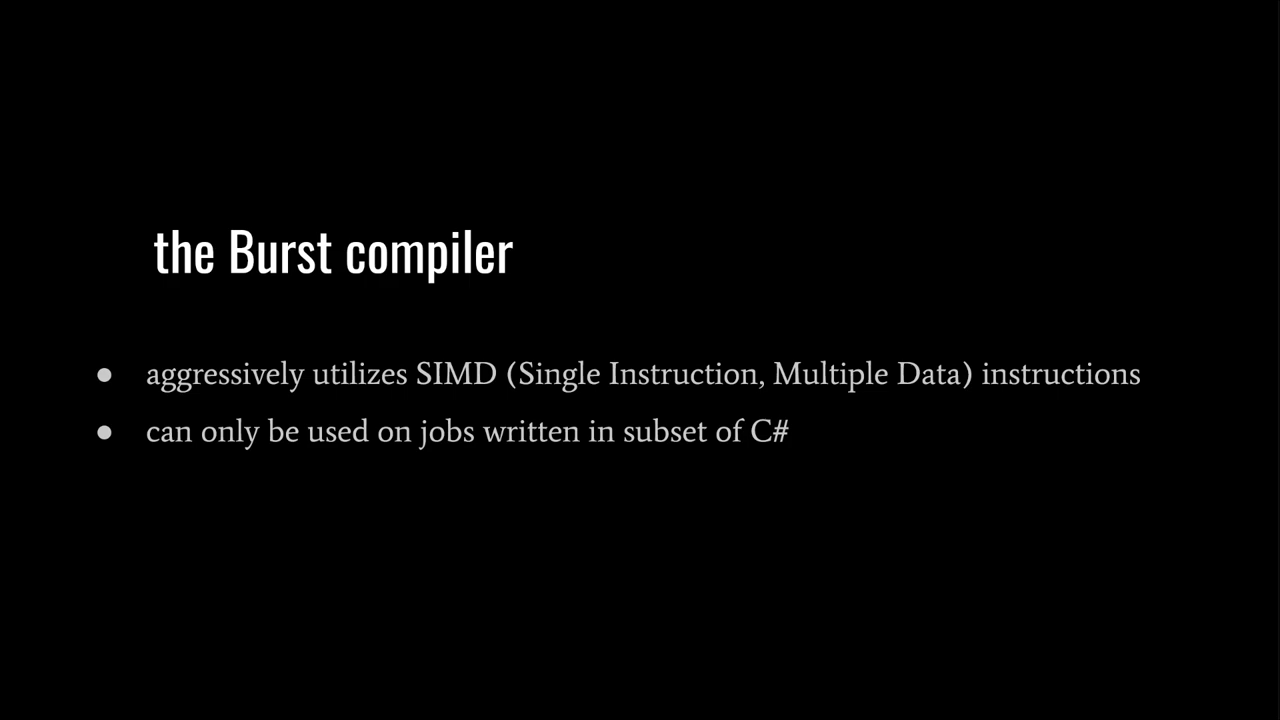 the Burst compiler
● aggressively utilizes SIMD (Single Instruction, Multiple Data) instructions
● can only be used on jobs written in subset of C#